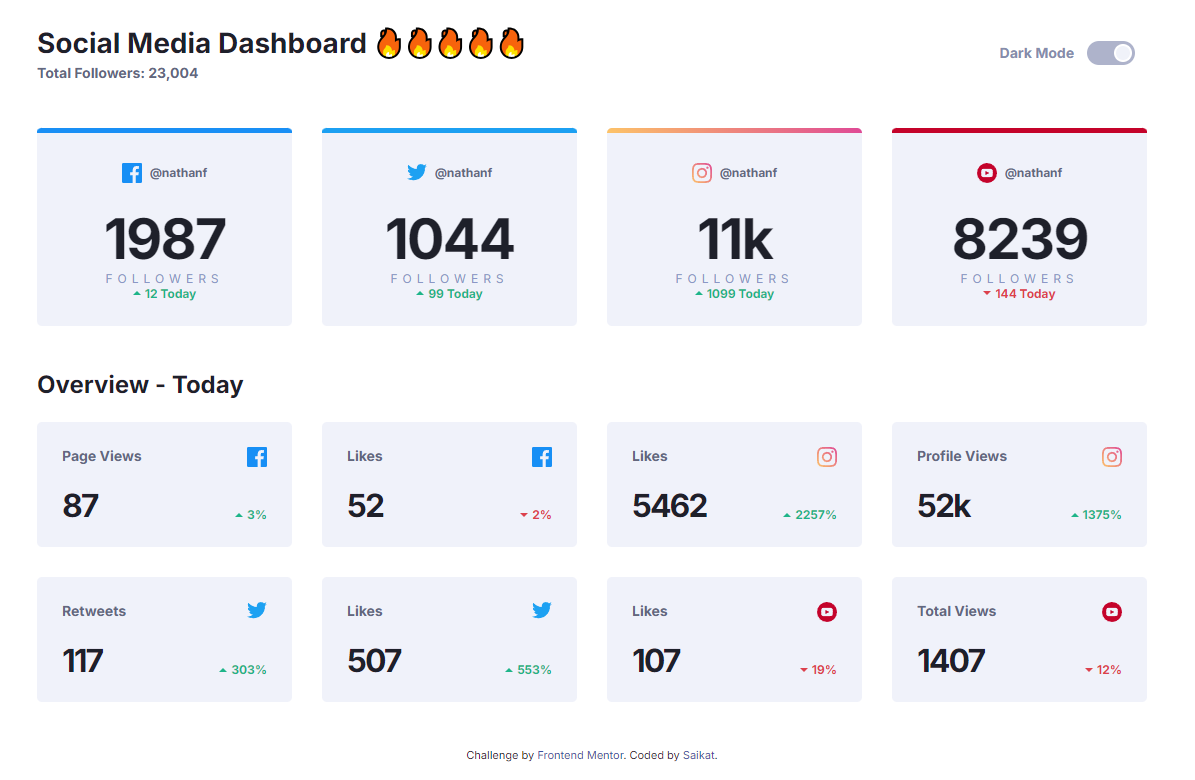 Social Media Dashboard 🔥🔥🔥🔥🔥
Total Followers: 23,004
Dark Mode
@nathanf
1987
FOLLOWERS
12 Today
@nathanf
1044
FOLLOWERS
99 Today
@nathanf
11k
FOLLOWERS
1099 Today
@nathanf
8239
FOLLOWERS
144 Today
Overview - Today
Page Views
87
3%
Likes
52
2%
Likes
5462
2257%
Profile Views
52k
1375%
Retweets
117
303%
Likes
507
553%
Likes
107
19%
Total Views
1407
12%
Challenge by Frontend Mentor. Coded by Saikat.